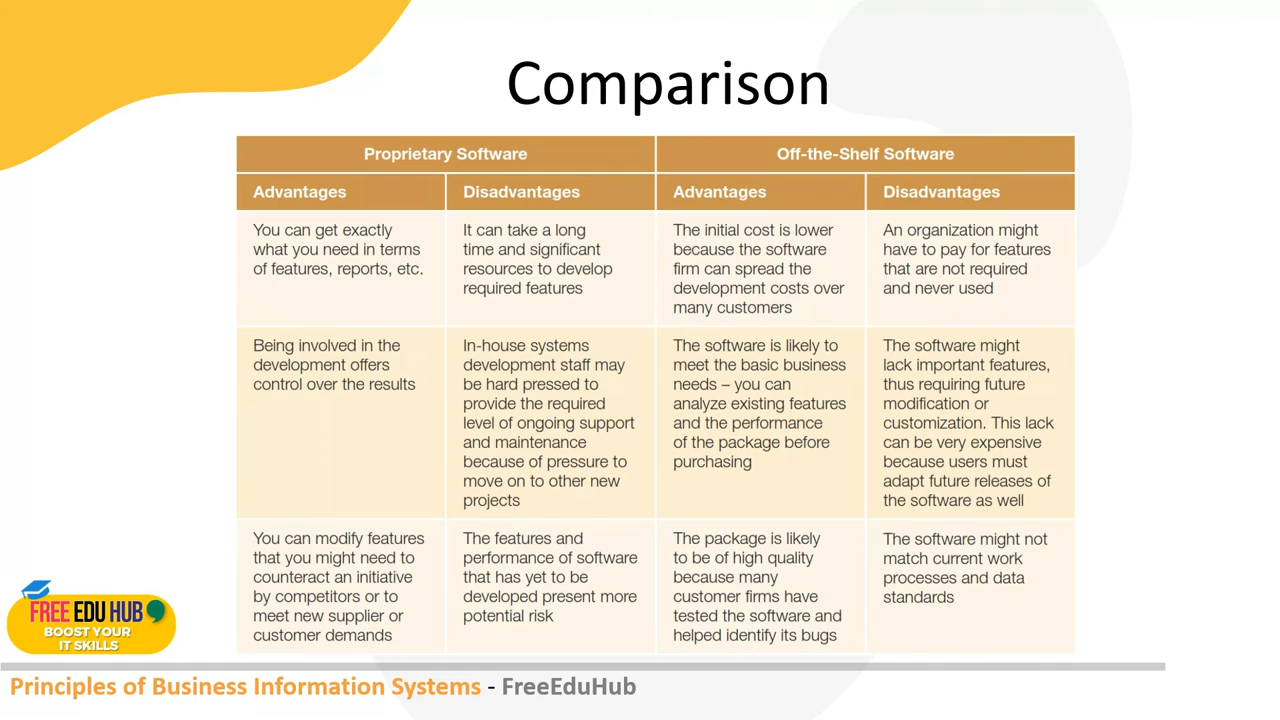 Comparison
Proprietary Software
Off-the-Shelf Software
Advantages
Disadvantages
Advantages
Disadvantages
You can get exactly
what you need in terms
of features, reports, etc.
It can take a long
time and significant
resources to develop
required features
The initial cost is lower
because the software
firm can spread the
development costs over
many customers
An organization might
have to pay for features
that are not required
and never used
Being involved in the
development offers
control over the results
In-house systems
development staff may
be hard pressed to
provide the required
level of ongoing support
and maintenance
because of pressure to
move on to other new
projects
The software is likely to
meet the basic business
needs – you can
analyze existing features
and the performance
of the package before
purchasing
The software might
lack important features,
thus requiring future
modification or
customization. This lack
can be very expensive
because users must
adapt future releases of
the software as well
You can modify features
that you might need to
counteract an initiative
by competitors or to
meet new supplier or
customer demands
The features and
performance of software
that has yet to be
developed present more
potential risk
The package is likely
to be of high quality
because many
customer firms have
tested the software and
helped identify its bugs
The software might not
match current work
processes and data
standards
FREE EDU HUB
BOOST YOUR
IT SKILLS
Principles of Business Information Systems - FreeEduHub